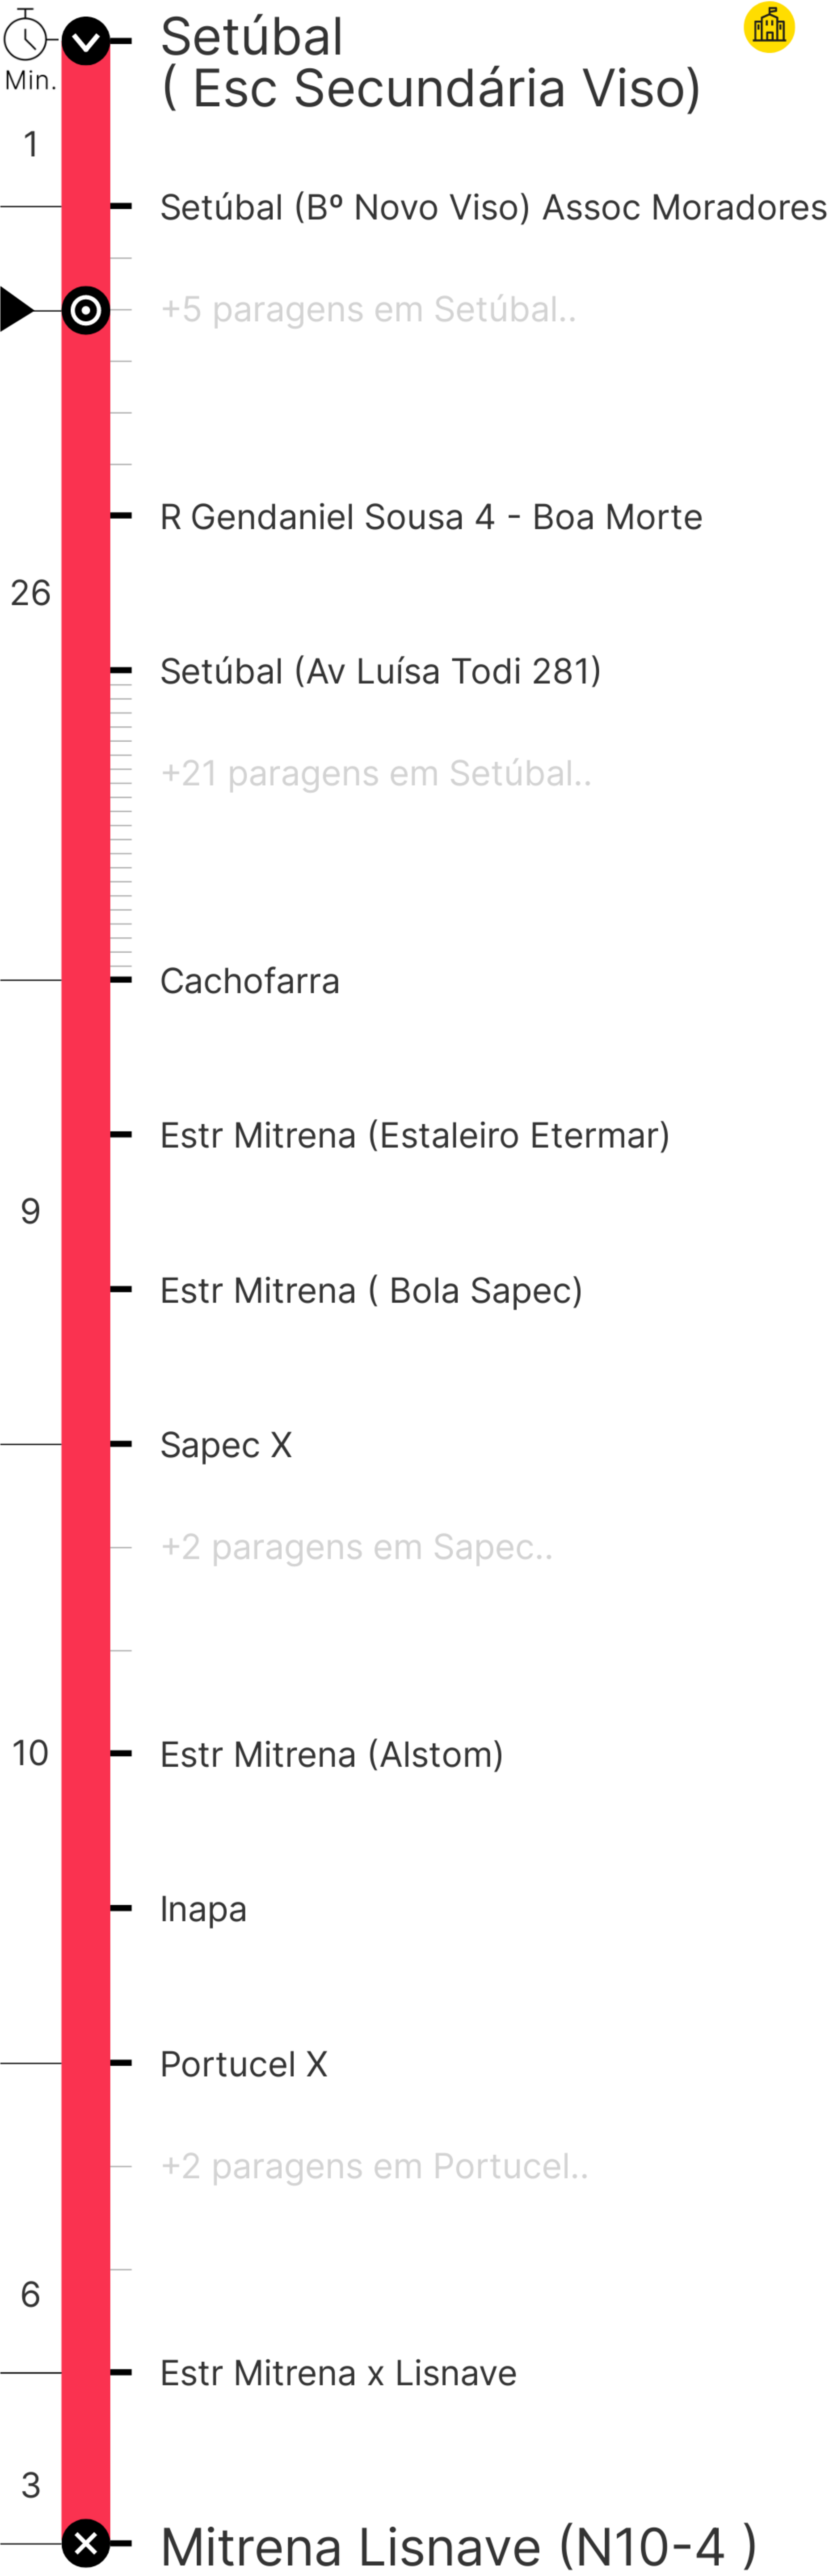 Setúbal
( Esc Secundária Viso)
Min.
1
Setúbal (Bº Novo Viso) Assoc Moradores
+5 paragens em Setúbal..
R Gendaniel Sousa 4 - Boa Morte
26
Setúbal (Av Luísa Todi 281)
+21 paragens em Setúbal..
Cachofarra
Estr Mitrena (Estaleiro Etermar)
9
Estr Mitrena ( Bola Sapec)
Sapec X
+2 paragens em Sapec..
10
Estr Mitrena (Alstom)
Inapa
Portucel X
+2 paragens em Portucel..
6
Estr Mitrena x Lisnave
3
Mitrena Lisnave (N10-4 )